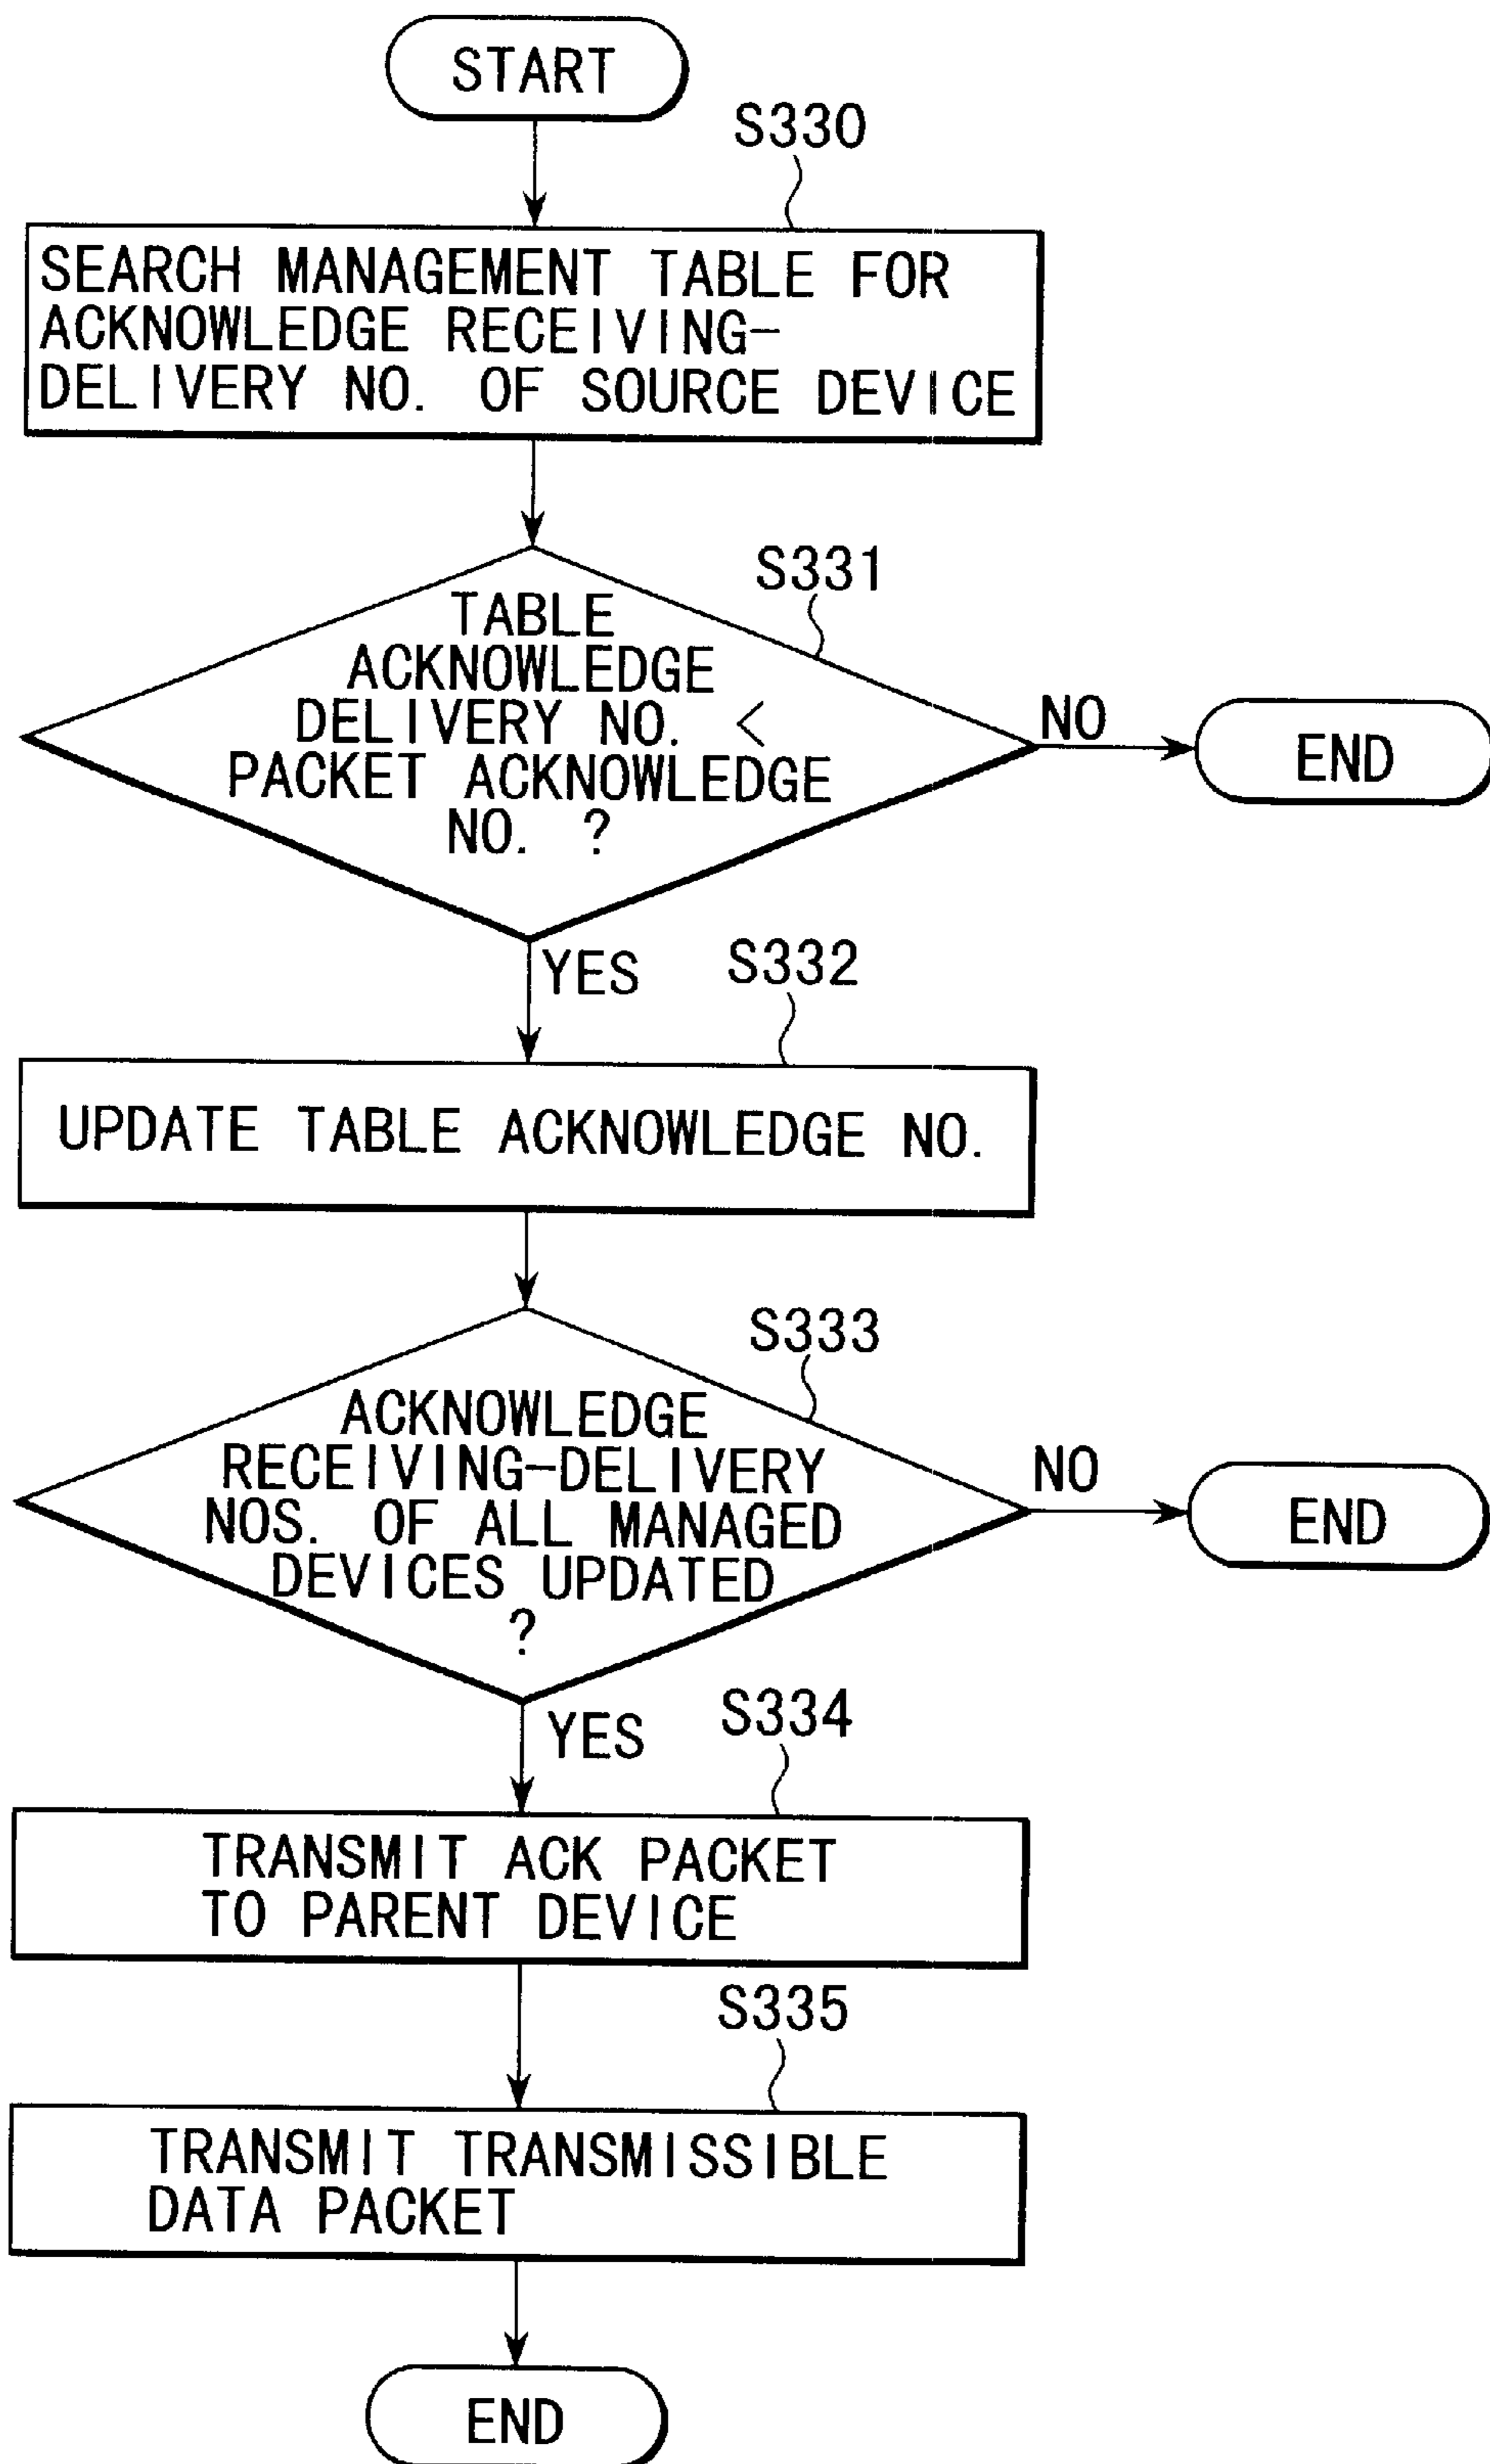 START
S330
SEARCH MANAGEMENT TABLE FOR
ACKNOWLEDGE RECEIVING-
DELIVERY NO. OF SOURCE DEVICE
S331
TABLE
ACKNOWLEDGE
DELIVERY NO. <
PACKET ACKNOWLEDGE
NO. ?
NO
END
YES
S332
UPDATE TABLE ACKNOWLEDGE NO.
S333
ACKNOWLEDGE
RECEIVING-DELIVERY
NOS. OF ALL MANAGED
DEVICES UPDATED
?
NO
END
YES
S334
TRANSMIT ACK PACKET
TO PARENT DEVICE
S335
TRANSMIT TRANSMISSIBLE
DATA PACKET
END